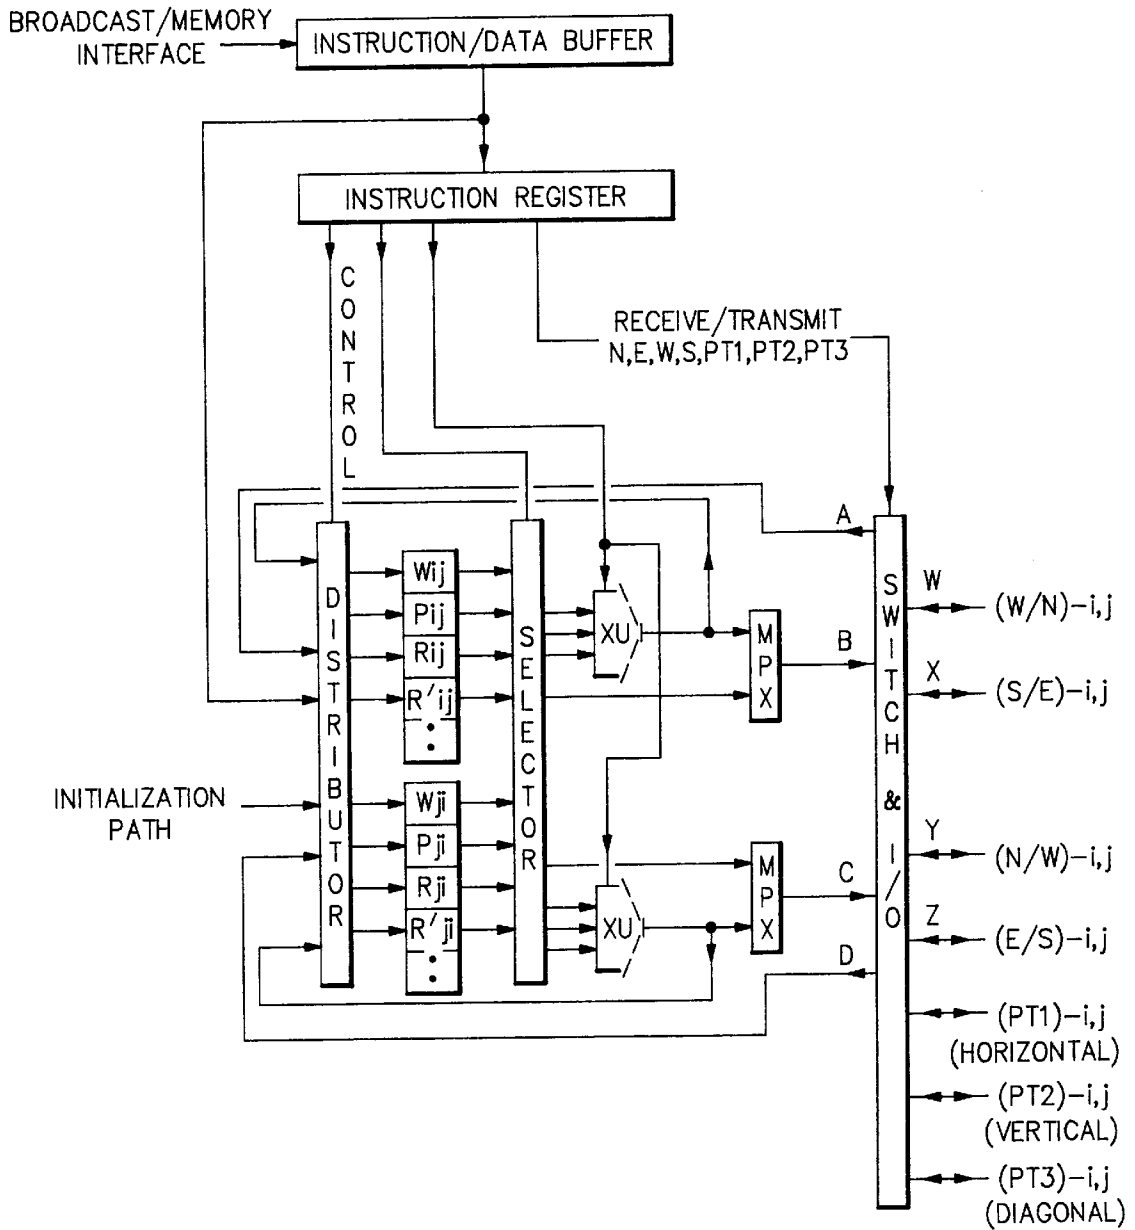 BROADCAST/MEMORY
INTERFACE
INSTRUCTION/DATA BUFFER
INSTRUCTION REGISTER
CONTROL
RECEIVE/TRANSMIT
N,E,W,S,PT1,PT2,PT3
DISTRIBUTOR
Wij
Pij
Rij
R'ij
SELECTOR
XU
MPX
A
B
SWITCH & I/O
W
(W/N)-i,j
X
(S/E)-i,j
INITIALIZATION
PATH
Wji
Pji
Rji
R'ji
XU
MPX
C
D
Y
(N/W)-i,j
Z
(E/S)-i,j
(PT1)-i,j
(HORIZONTAL)
(PT2)-i,j
(VERTICAL)
(PT3)-i,j
(DIAGONAL)